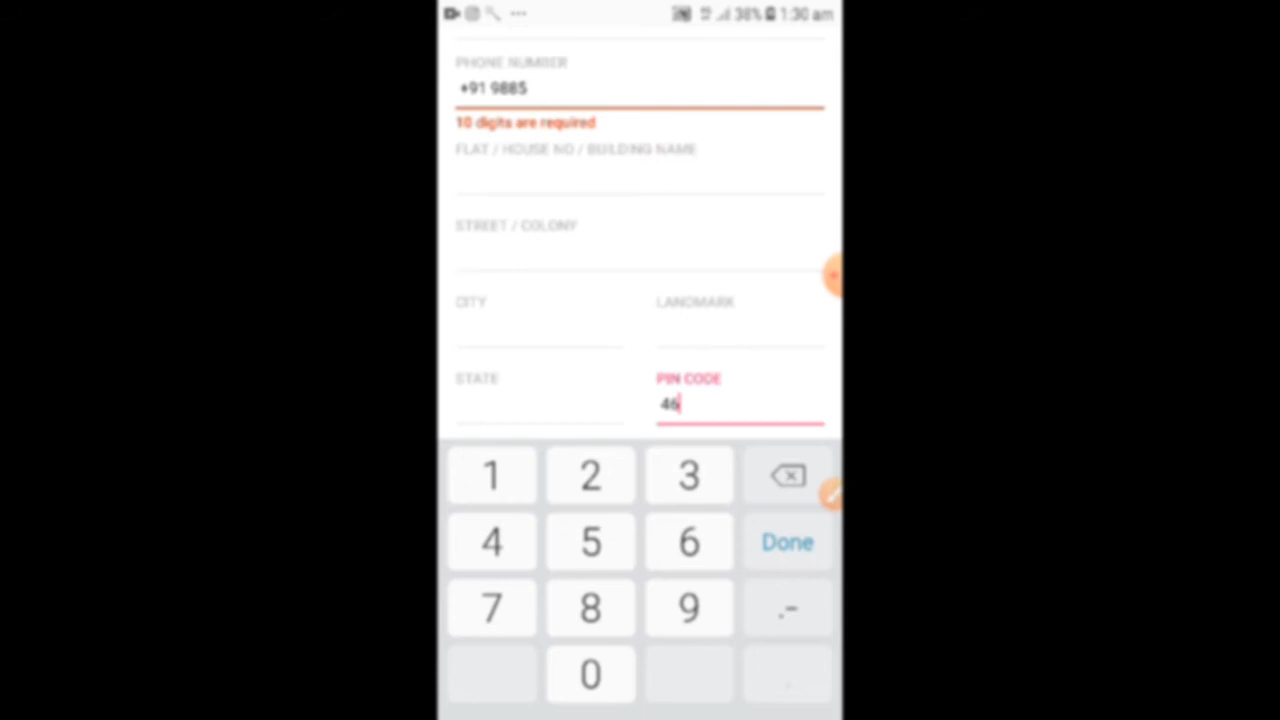 38% 1:30 am
PHONE NUMBER
+91 9885
10 digits are required
FLAT / HOUSE NO / BUILDING NAME
STREET / COLONY
CITY LANDMARK
STATE PIN CODE
46
1 2 3
4 5 6 Done
7 8 9 .-
0